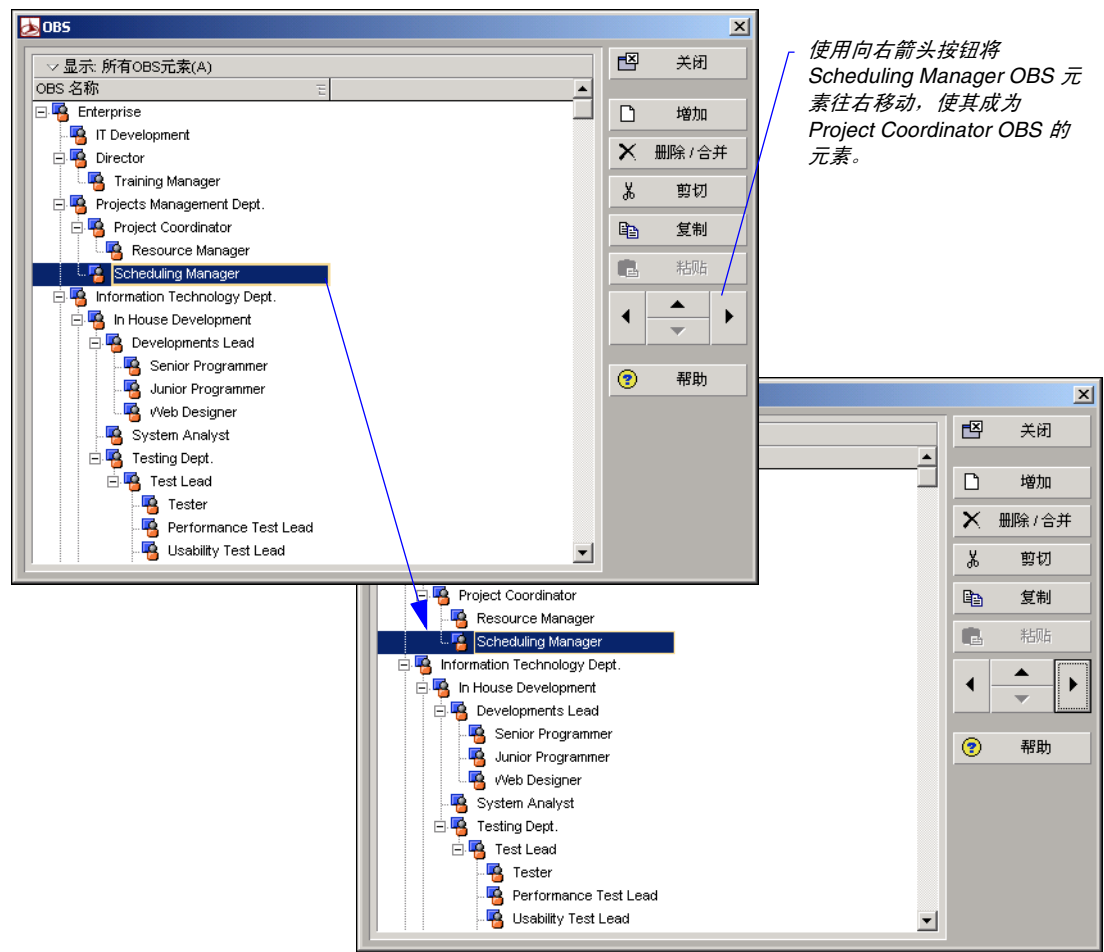 OBS
显示: 所有OBS元素(A)
OBS 名称
Enterprise
IT Development
Director
Training Manager
Projects Management Dept.
Project Coordinator
Resource Manager
Scheduling Manager
Information Technology Dept.
In House Development
Developments Lead
Senior Programmer
Junior Programmer
Web Designer
System Analyst
Testing Dept.
Test Lead
Tester
Performance Test Lead
Usability Test Lead
关闭
增加
删除 / 合并
剪切
复制
粘贴
帮助
使用向右箭头按钮将
Scheduling Manager OBS 元
素往右移动，使其成为
Project Coordinator OBS 的
元素。
Project Coordinator
Resource Manager
Scheduling Manager
Information Technology Dept.
In House Development
Developments Lead
Senior Programmer
Junior Programmer
Web Designer
System Analyst
Testing Dept.
Test Lead
Tester
Performance Test Lead
Usability Test Lead
关闭
增加
删除 / 合并
剪切
复制
粘贴
帮助